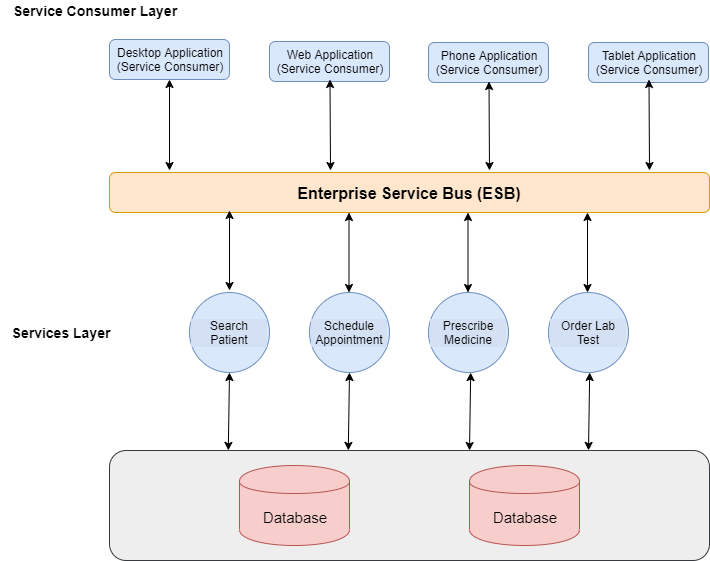 Service Consumer Layer
Desktop Application
(Service Consumer)
Web Application
(Service Consumer)
Phone Application
(Service Consumer)
Tablet Application
(Service Consumer)
Enterprise Service Bus (ESB)
Services Layer
Search
Patient
Schedule
Appointment
Prescribe
Medicine
Order Lab
Test
Database
Database